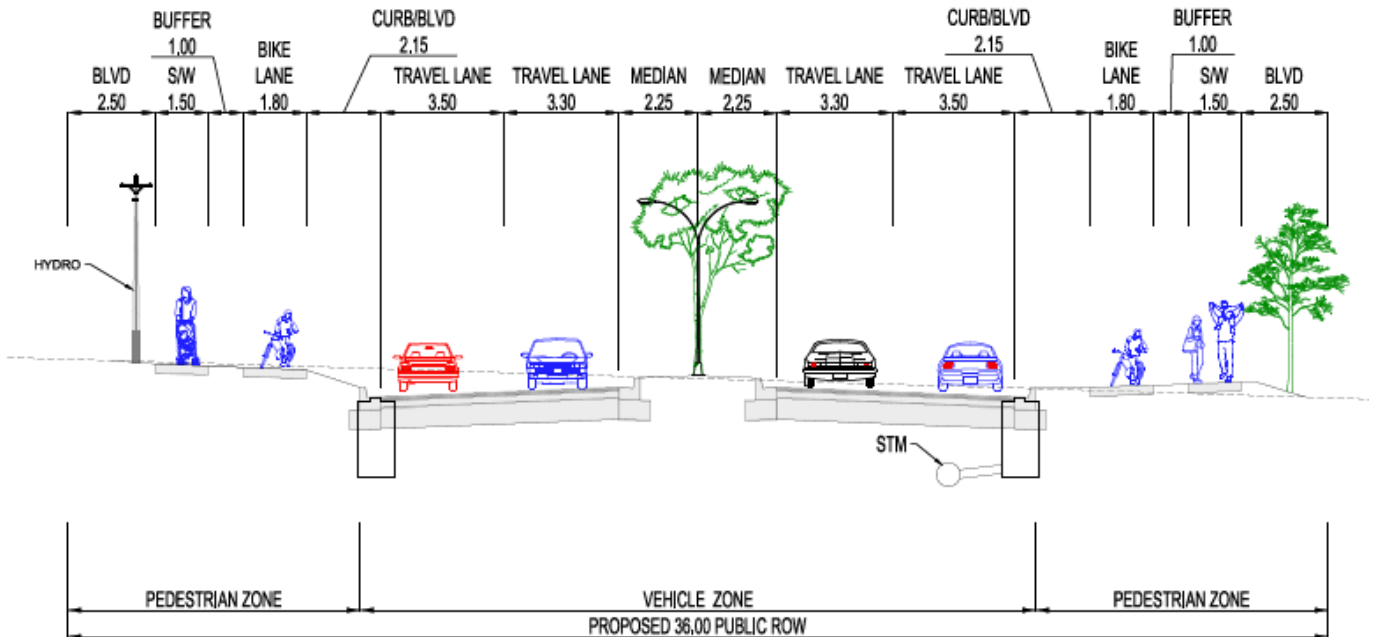 BUFFER
1.00
CURB/BLVD
2.15
CURB/BLVD
2.15
BUFFER
1.00
BLVD
2.50
S/W
1.50
BIKE
LANE
1.80
TRAVEL LANE
3.50
TRAVEL LANE
3.30
MEDIAN
2.25
MEDIAN
2.25
TRAVEL LANE
3.30
TRAVEL LANE
3.50
BIKE
LANE
1.80
S/W
1.50
BLVD
2.50
HYDRO
STM
PEDESTRIAN ZONE
VEHICLE ZONE
PEDESTRIAN ZONE
PROPOSED 36.00 PUBLIC ROW